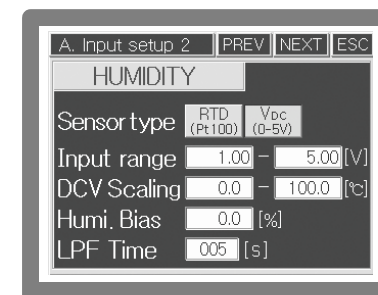 A. Input setup 2 PREV NEXT ESC
HUMIDITY
Sensor type RTD (Pt100) VDC (0-5V)
Input range 1.00 - 5.00 [V]
DCV Scaling 0.0 - 100.0 [℃]
Humi. Bias 0.0 [%]
LPF Time 005 [s]